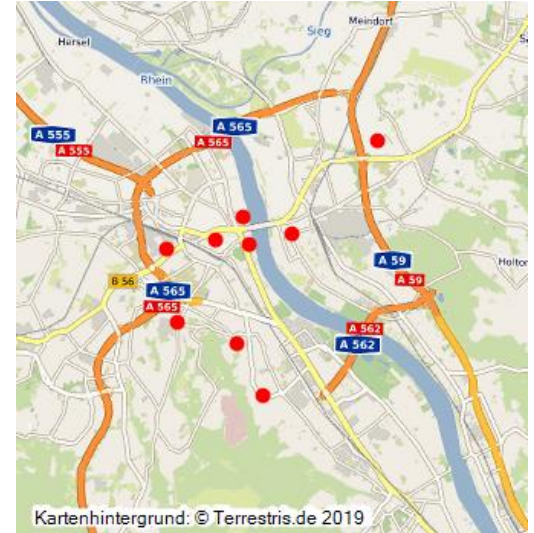 Meindorf
Hersel
Sieg
Rhein
A 555
A 565
A 555
A 565
A 59
Holtor
B 56
A 59
A 565
A 565
A 562
A 562
Kartenhintergrund: © Terrestris.de 2019